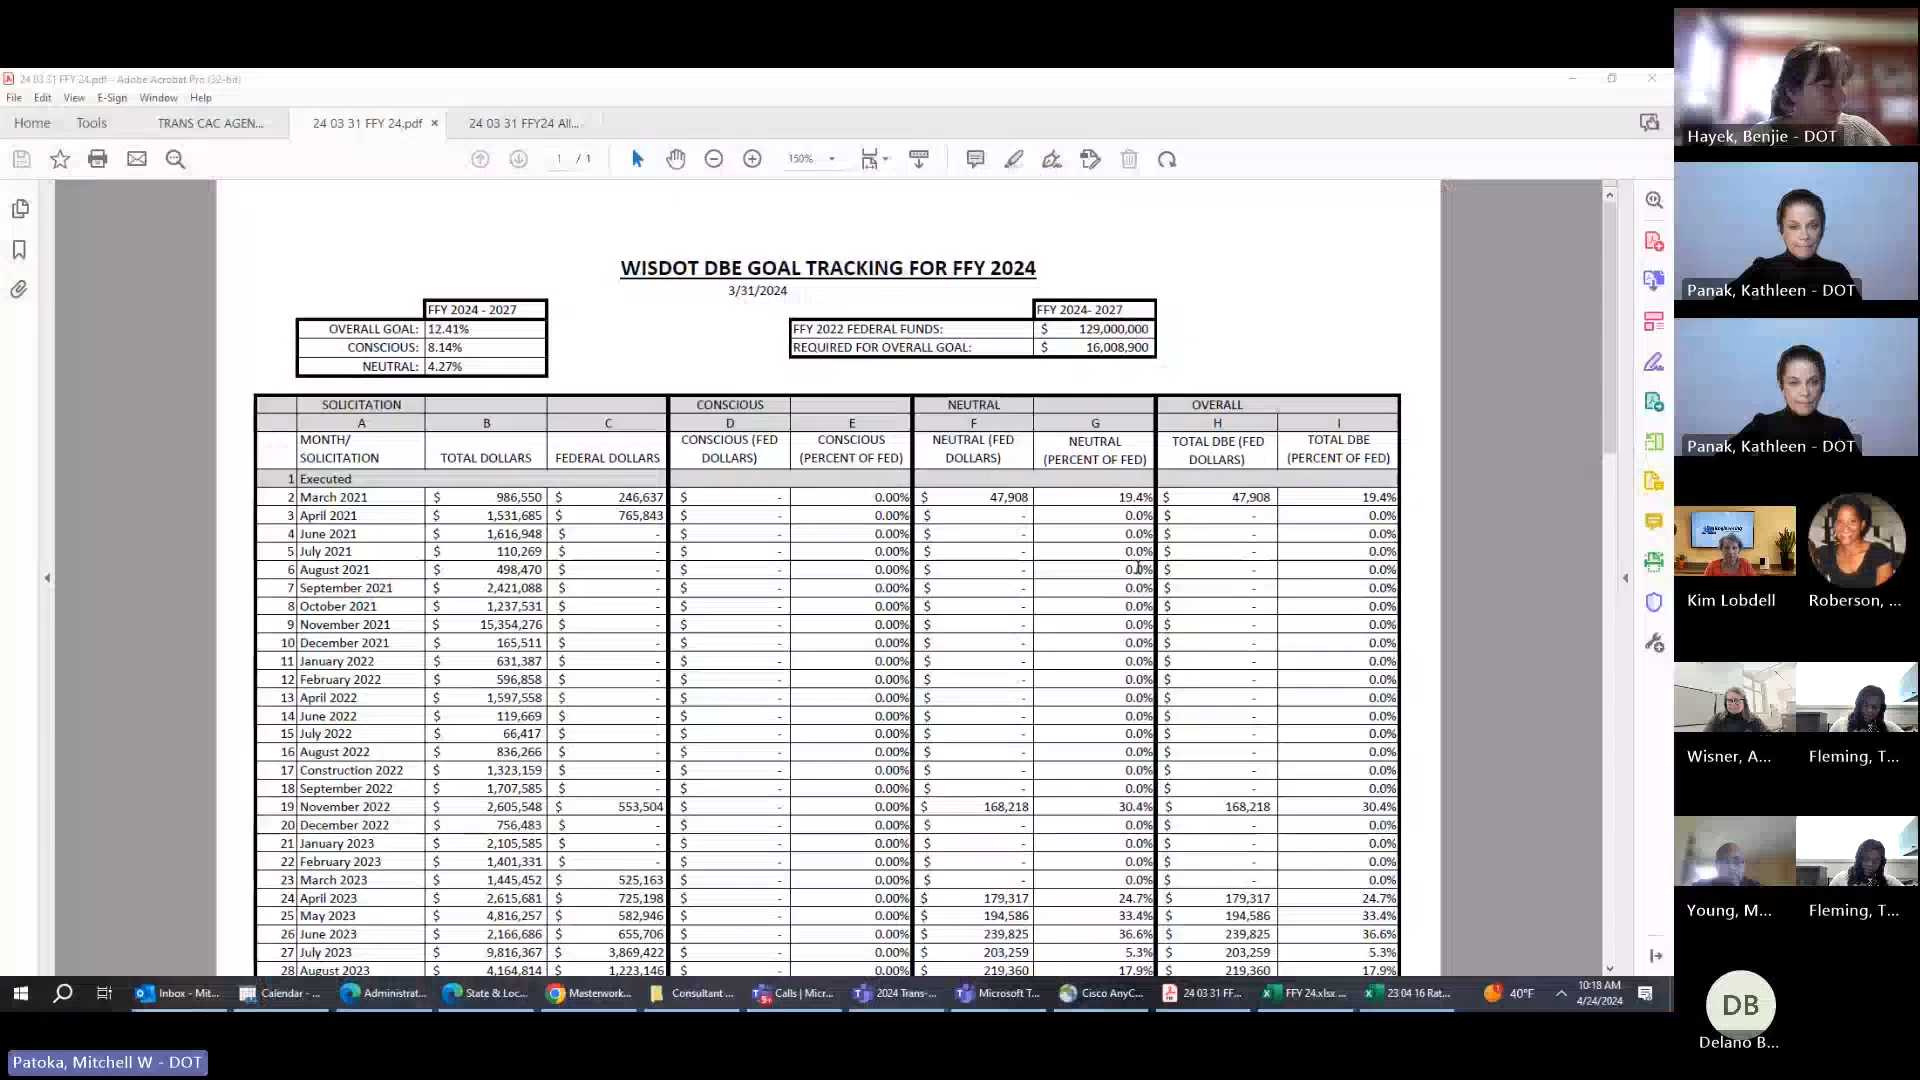 24 03 31 FFY 24.pdf - Adobe Acrobat Pro (32-bit)
File Edit View E-Sign Window Help
Home Tools TRANS CAC AGEN... 24 03 31 FFY 24.pdf × 24 03 31 FFY24 All...
1 / 1 150%
WISDOT DBE GOAL TRACKING FOR FFY 2024
3/31/2024
FFY 2024 - 2027 FFY 2024- 2027
OVERALL GOAL: 12.41% FFY 2022 FEDERAL FUNDS: $ 129,000,000
CONSCIOUS: 8.14% REQUIRED FOR OVERALL GOAL: $ 16,008,900
NEUTRAL: 4.27%
SOLICITATION CONSCIOUS NEUTRAL OVERALL
A B C D E F G H I
MONTH/ SOLICITATION TOTAL DOLLARS FEDERAL DOLLARS CONSCIOUS (FED DOLLARS) CONSCIOUS (PERCENT OF FED) NEUTRAL (FED DOLLARS) NEUTRAL (PERCENT OF FED) TOTAL DBE (FED DOLLARS) TOTAL DBE (PERCENT OF FED)
1 Executed
2 March 2021 $ 986,550 $ 246,637 $ - 0.00% $ 47,908 19.4% $ 47,908 19.4%
3 April 2021 $ 1,531,685 $ 765,843 $ - 0.00% $ - 0.0% $ - 0.0%
4 June 2021 $ 1,616,948 $ - $ - 0.00% $ - 0.0% $ - 0.0%
5 July 2021 $ 110,269 $ - $ - 0.00% $ - 0.0% $ - 0.0%
6 August 2021 $ 498,470 $ - $ - 0.00% $ - 0.0% $ - 0.0%
7 September 2021 $ 2,421,088 $ - $ - 0.00% $ - 0.0% $ - 0.0%
8 October 2021 $ 1,237,531 $ - $ - 0.00% $ - 0.0% $ - 0.0%
9 November 2021 $ 15,354,276 $ - $ - 0.00% $ - 0.0% $ - 0.0%
10 December 2021 $ 165,511 $ - $ - 0.00% $ - 0.0% $ - 0.0%
11 January 2022 $ 631,387 $ - $ - 0.00% $ - 0.0% $ - 0.0%
12 February 2022 $ 596,858 $ - $ - 0.00% $ - 0.0% $ - 0.0%
13 April 2022 $ 1,597,558 $ - $ - 0.00% $ - 0.0% $ - 0.0%
14 June 2022 $ 119,669 $ - $ - 0.00% $ - 0.0% $ - 0.0%
15 July 2022 $ 66,417 $ - $ - 0.00% $ - 0.0% $ - 0.0%
16 August 2022 $ 836,266 $ - $ - 0.00% $ - 0.0% $ - 0.0%
17 Construction 2022 $ 1,323,159 $ - $ - 0.00% $ - 0.0% $ - 0.0%
18 September 2022 $ 1,707,585 $ - $ - 0.00% $ - 0.0% $ - 0.0%
19 November 2022 $ 2,605,548 $ 553,504 $ - 0.00% $ 168,218 30.4% $ 168,218 30.4%
20 December 2022 $ 756,483 $ - $ - 0.00% $ - 0.0% $ - 0.0%
21 January 2023 $ 2,105,585 $ - $ - 0.00% $ - 0.0% $ - 0.0%
22 February 2023 $ 1,401,331 $ - $ - 0.00% $ - 0.0% $ - 0.0%
23 March 2023 $ 1,445,452 $ 525,163 $ - 0.00% $ - 0.0% $ - 0.0%
24 April 2023 $ 2,615,681 $ 725,198 $ - 0.00% $ 179,317 24.7% $ 179,317 24.7%
25 May 2023 $ 4,816,257 $ 582,946 $ - 0.00% $ 194,586 33.4% $ 194,586 33.4%
26 June 2023 $ 2,166,686 $ 655,706 $ - 0.00% $ 239,825 36.6% $ 239,825 36.6%
27 July 2023 $ 9,816,367 $ 3,869,422 $ - 0.00% $ 203,259 5.3% $ 203,259 5.3%
28 August 2023 $ 4,164,814 $ 1,223,146 $ - 0.00% $ 219,360 17.9% $ 219,360 17.9%
Inbox - Mit... Calendar - ... Administrat... State & Loc... Masterwork... Consultant ... Calls | Micr... 2024 Trans-... Microsoft T... Cisco AnyC... 24 03 31 FF... FFY 24.xlsx ... 23 04 16 Rat... 40°F 10:18 AM
4/24/2024
Patoka, Mitchell W - DOT
Hayek, Benjie - DOT
Panak, Kathleen - DOT
Panak, Kathleen - DOT
Engineering
Kim Lobdell Roberson, ...
Wisner, A... Fleming, T...
Young, M... Fleming, T...
DB
Delano B...